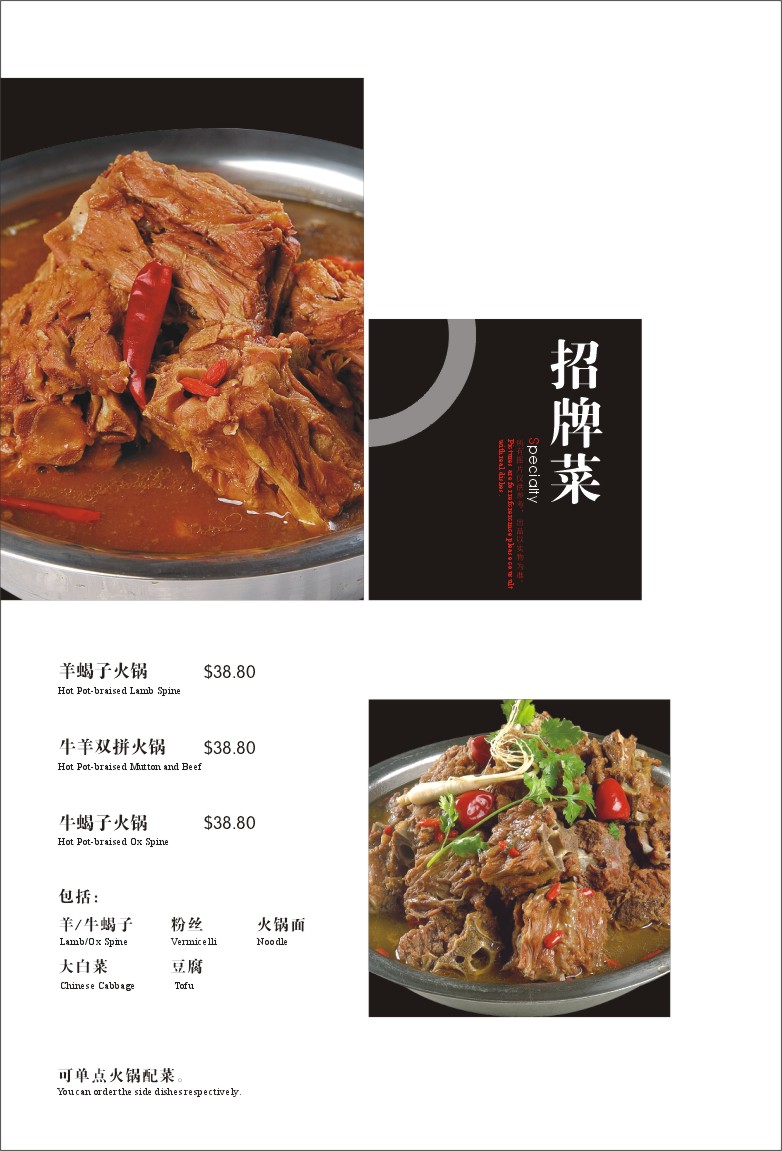 招牌菜
Specialty
羊蝎子火锅 $38.80
Hot Pot-braised Lamb Spine
牛羊双拼火锅 $38.80
Hot Pot-braised Mutton and Beef
牛蝎子火锅 $38.80
Hot Pot-braised Ox Spine
包括：
羊/牛蝎子 粉丝 火锅面
Lamb/Ox Spine Vermicelli Noodle
大白菜 豆腐
Chinese Cabbage Tofu
可单点火锅配菜。
You can order the side dishes respectively.